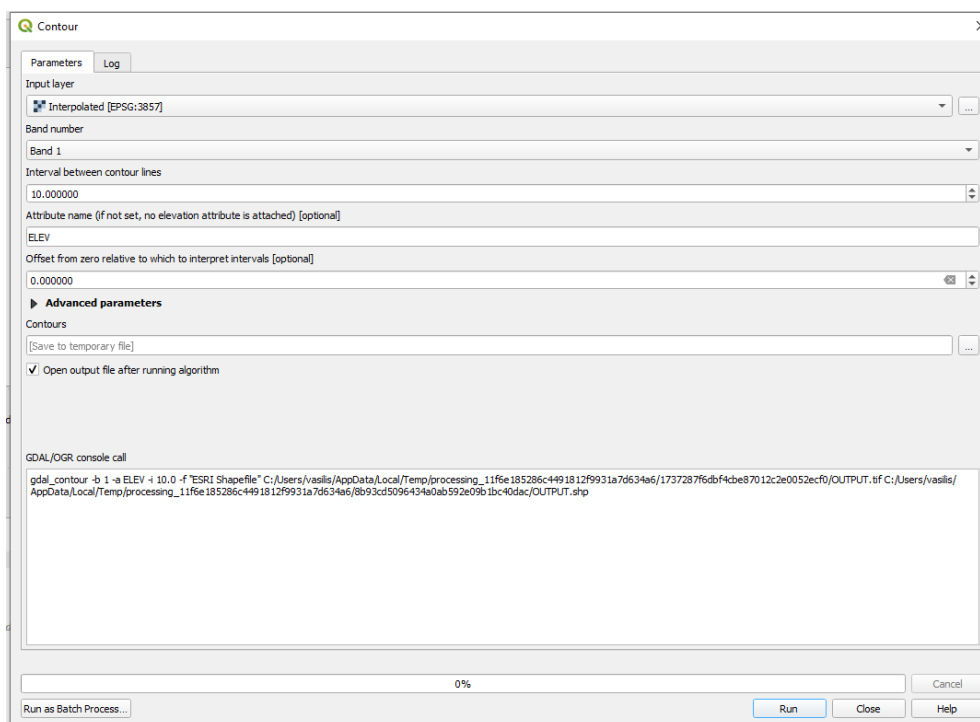 Contour
Parameters
Log
Input layer
Interpolated [EPSG:3857]
...
Band number
Band 1
Interval between contour lines
10.000000
Attribute name (if not set, no elevation attribute is attached) [optional]
ELEV
Offset from zero relative to which to interpret intervals [optional]
0.000000
Advanced parameters
Contours
[Save to temporary file]
...
Open output file after running algorithm
GDAL/OGR console call
gdal_contour -b 1 -a ELEV -i 10.0 -f "ESRI Shapefile" C:/Users/vasilis/AppData/Local/Temp/processing_11f6e185286c4491812f9931a7d634a6/1737287f6dbf4cbe87012c2e0052ecf0/OUTPUT.tif C:/Users/vasilis/
AppData/Local/Temp/processing_11f6e185286c4491812f9931a7d634a6/8b93cd5096434a0ab592e09b1bc40dac/OUTPUT.shp
0%
Cancel
Run as Batch Process...
Run
Close
Help